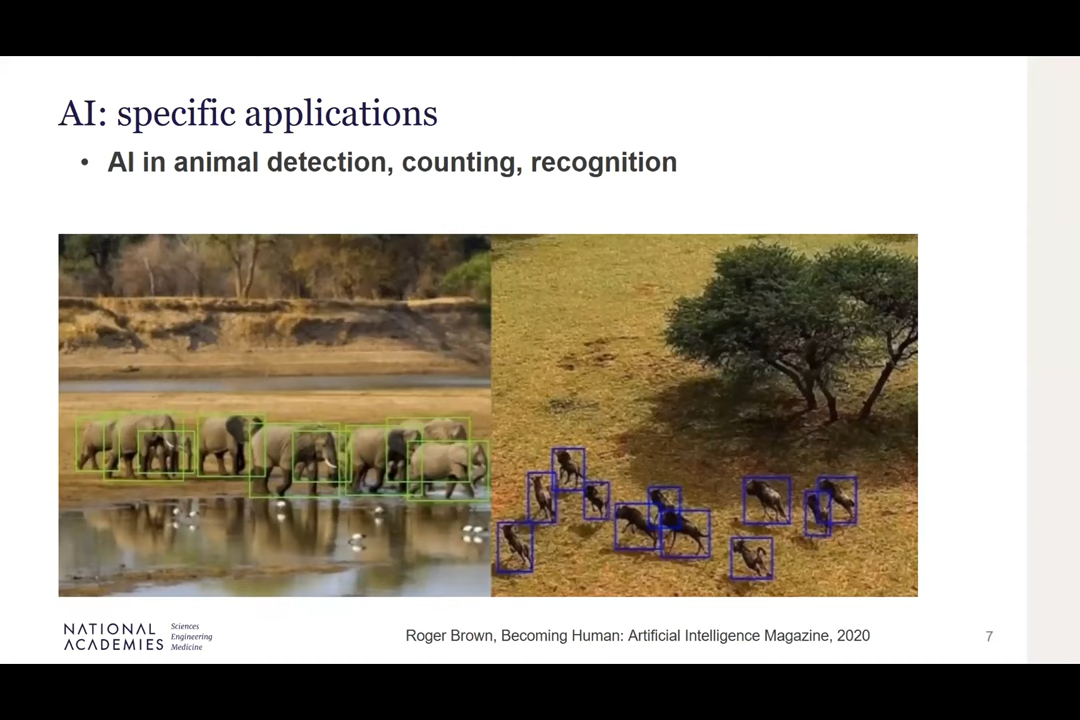 AI: specific applications
• AI in animal detection, counting, recognition
NATIONAL ACADEMIES
Sciences
Engineering
Medicine
Roger Brown, Becoming Human: Artificial Intelligence Magazine, 2020
7